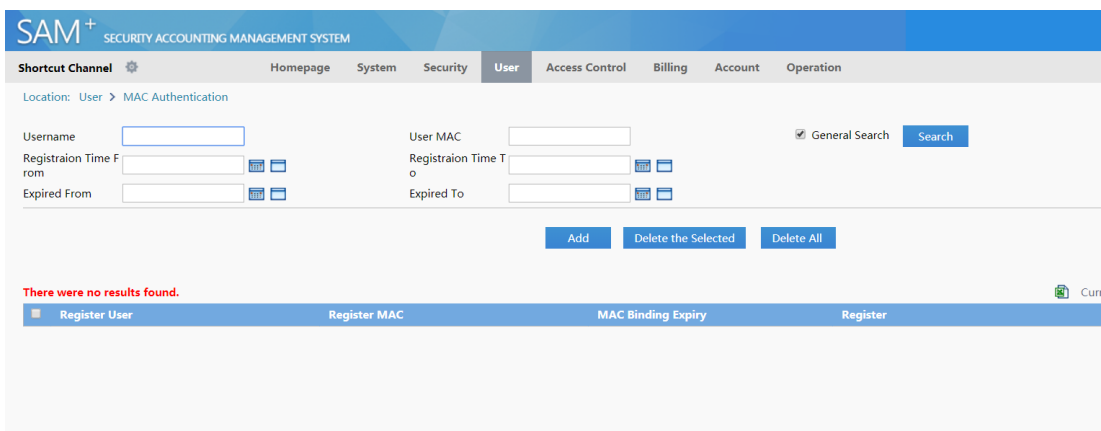 SAM+ SECURITY ACCOUNTING MANAGEMENT SYSTEM
Shortcut Channel Homepage System Security User Access Control Billing Account Operation
Location: User > MAC Authentication
Username User MAC General Search Search
Registraion Time F
rom
Registraion Time T
o
Expired From Expired To
Add Delete the Selected Delete All
There were no results found.
Register User Register MAC MAC Binding Expiry Register